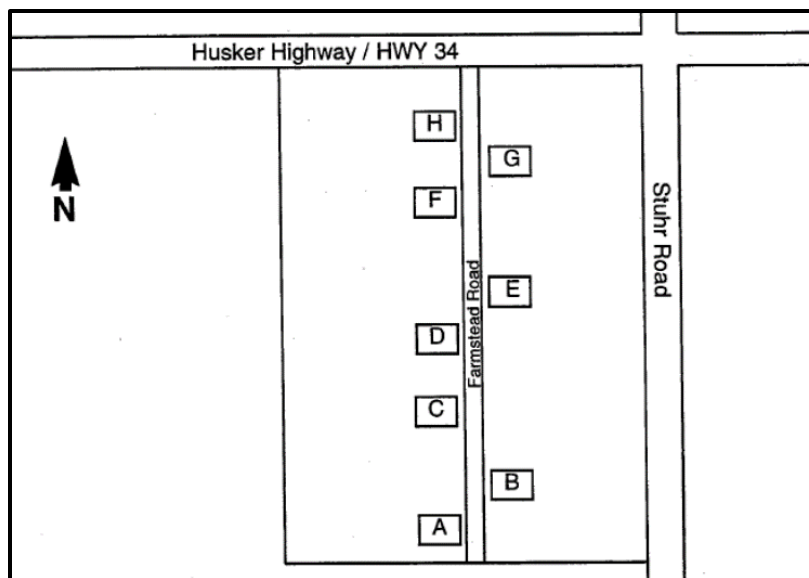 Husker Highway / HWY 34
H
G
N
F
Stuhr Road
E
Farmstead Road
D
C
B
A